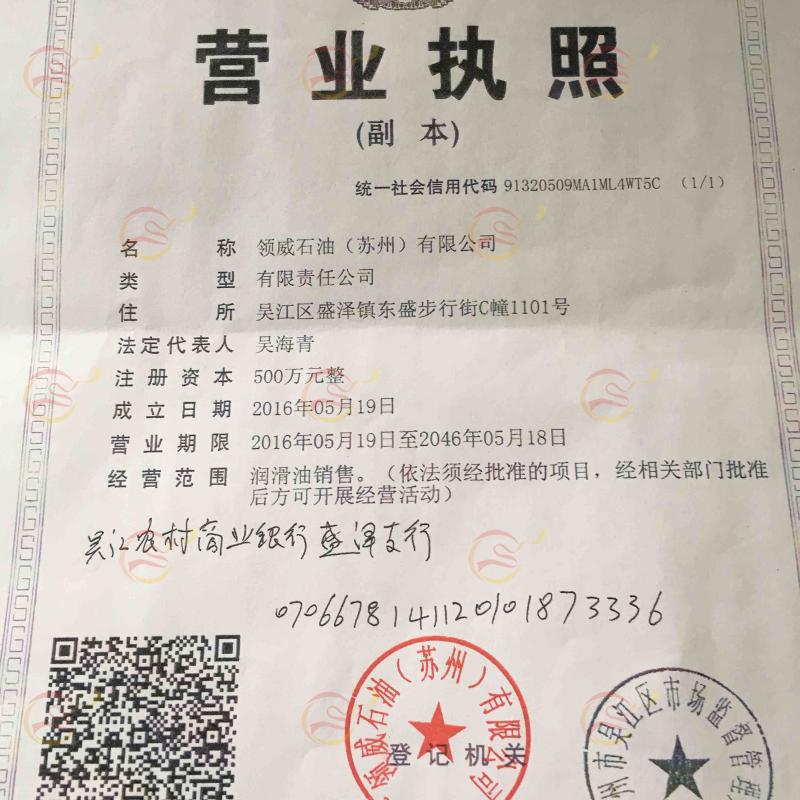 营业执照
(副 本)
统一社会信用代码 91320509MA1ML4WT5C （1/1）
名 称 领威石油（苏州）有限公司
类 型 有限责任公司
住 所 吴江区盛泽镇东盛步行街C幢1101号
法定代表人 吴海青
注册资本 500万元整
成立日期 2016年05月19日
营业期限 2016年05月19日至2046年05月18日
经营范围 润滑油销售。（依法须经批准的项目，经相关部门批准
后方可开展经营活动）
吴江农村商业银行盛泽支行
0706678141120101873336
领威石油（苏州）有限公司
登记机关
州市吴江区市场监督管理